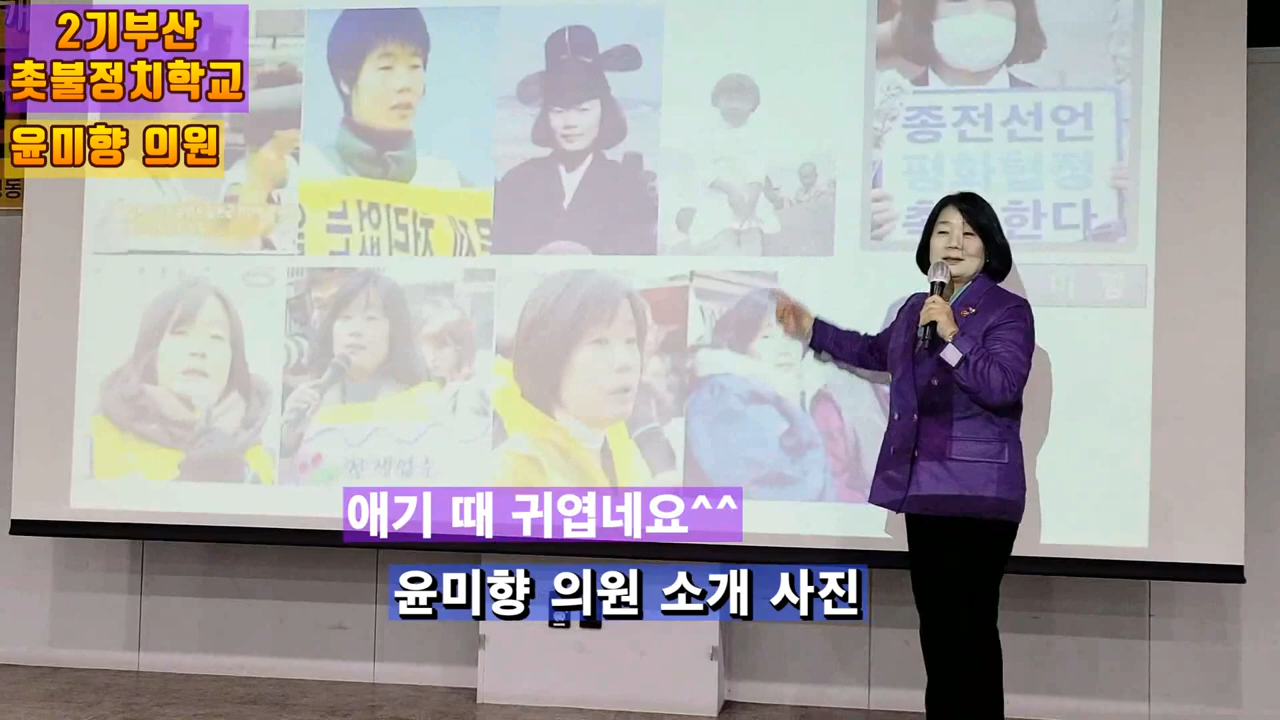 2기부산
촛불정치학교
윤미향 의원
종전선언
평화협정
한다
애기 때 귀엽네요^^
윤미향 의원 소개 사진